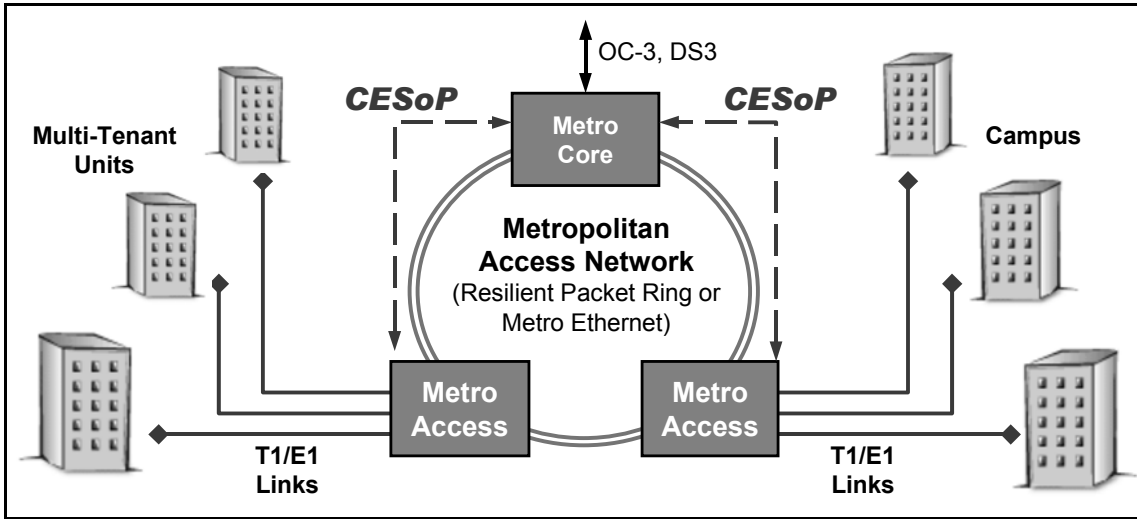 OC-3, DS3
CESoP
CESoP
Metro
Core
Multi-Tenant
Units
Campus
Metropolitan
Access Network
(Resilient Packet Ring or
Metro Ethernet)
Metro
Access
Metro
Access
T1/E1
Links
T1/E1
Links